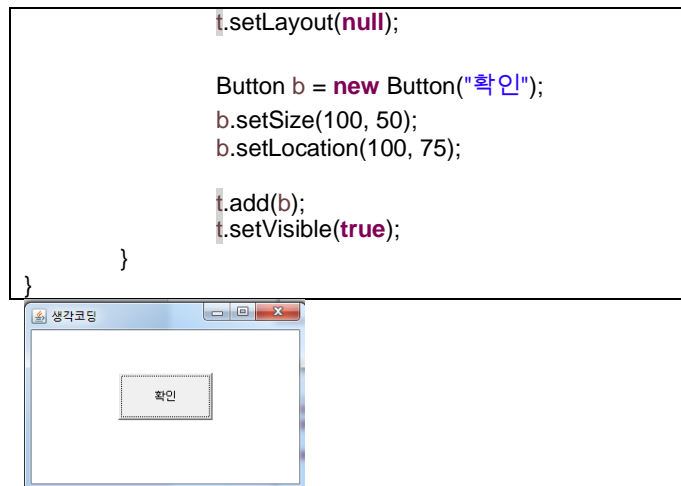 t.setLayout(null);
Button b = new Button("확인");
b.setSize(100, 50);
b.setLocation(100, 75);
t.add(b);
t.setVisible(true);
}
}
생각코딩
확인